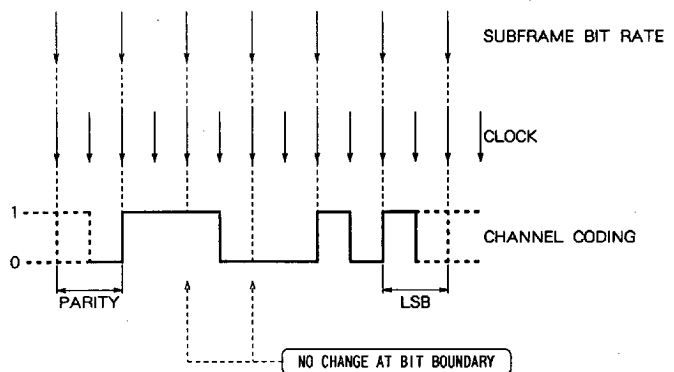 SUBFRAME BIT RATE
CLOCK
1
CHANNEL CODING
0
PARITY
LSB
NO CHANGE AT BIT BOUNDARY